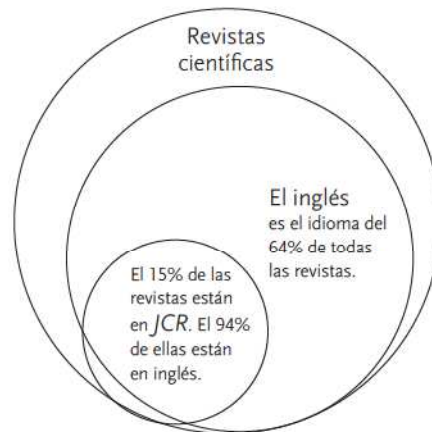 Revistas
científicas
El inglés
es el idioma del
64% de todas
las revistas.
El 15% de las
revistas están
en JCR. El 94%
de ellas están
en inglés.